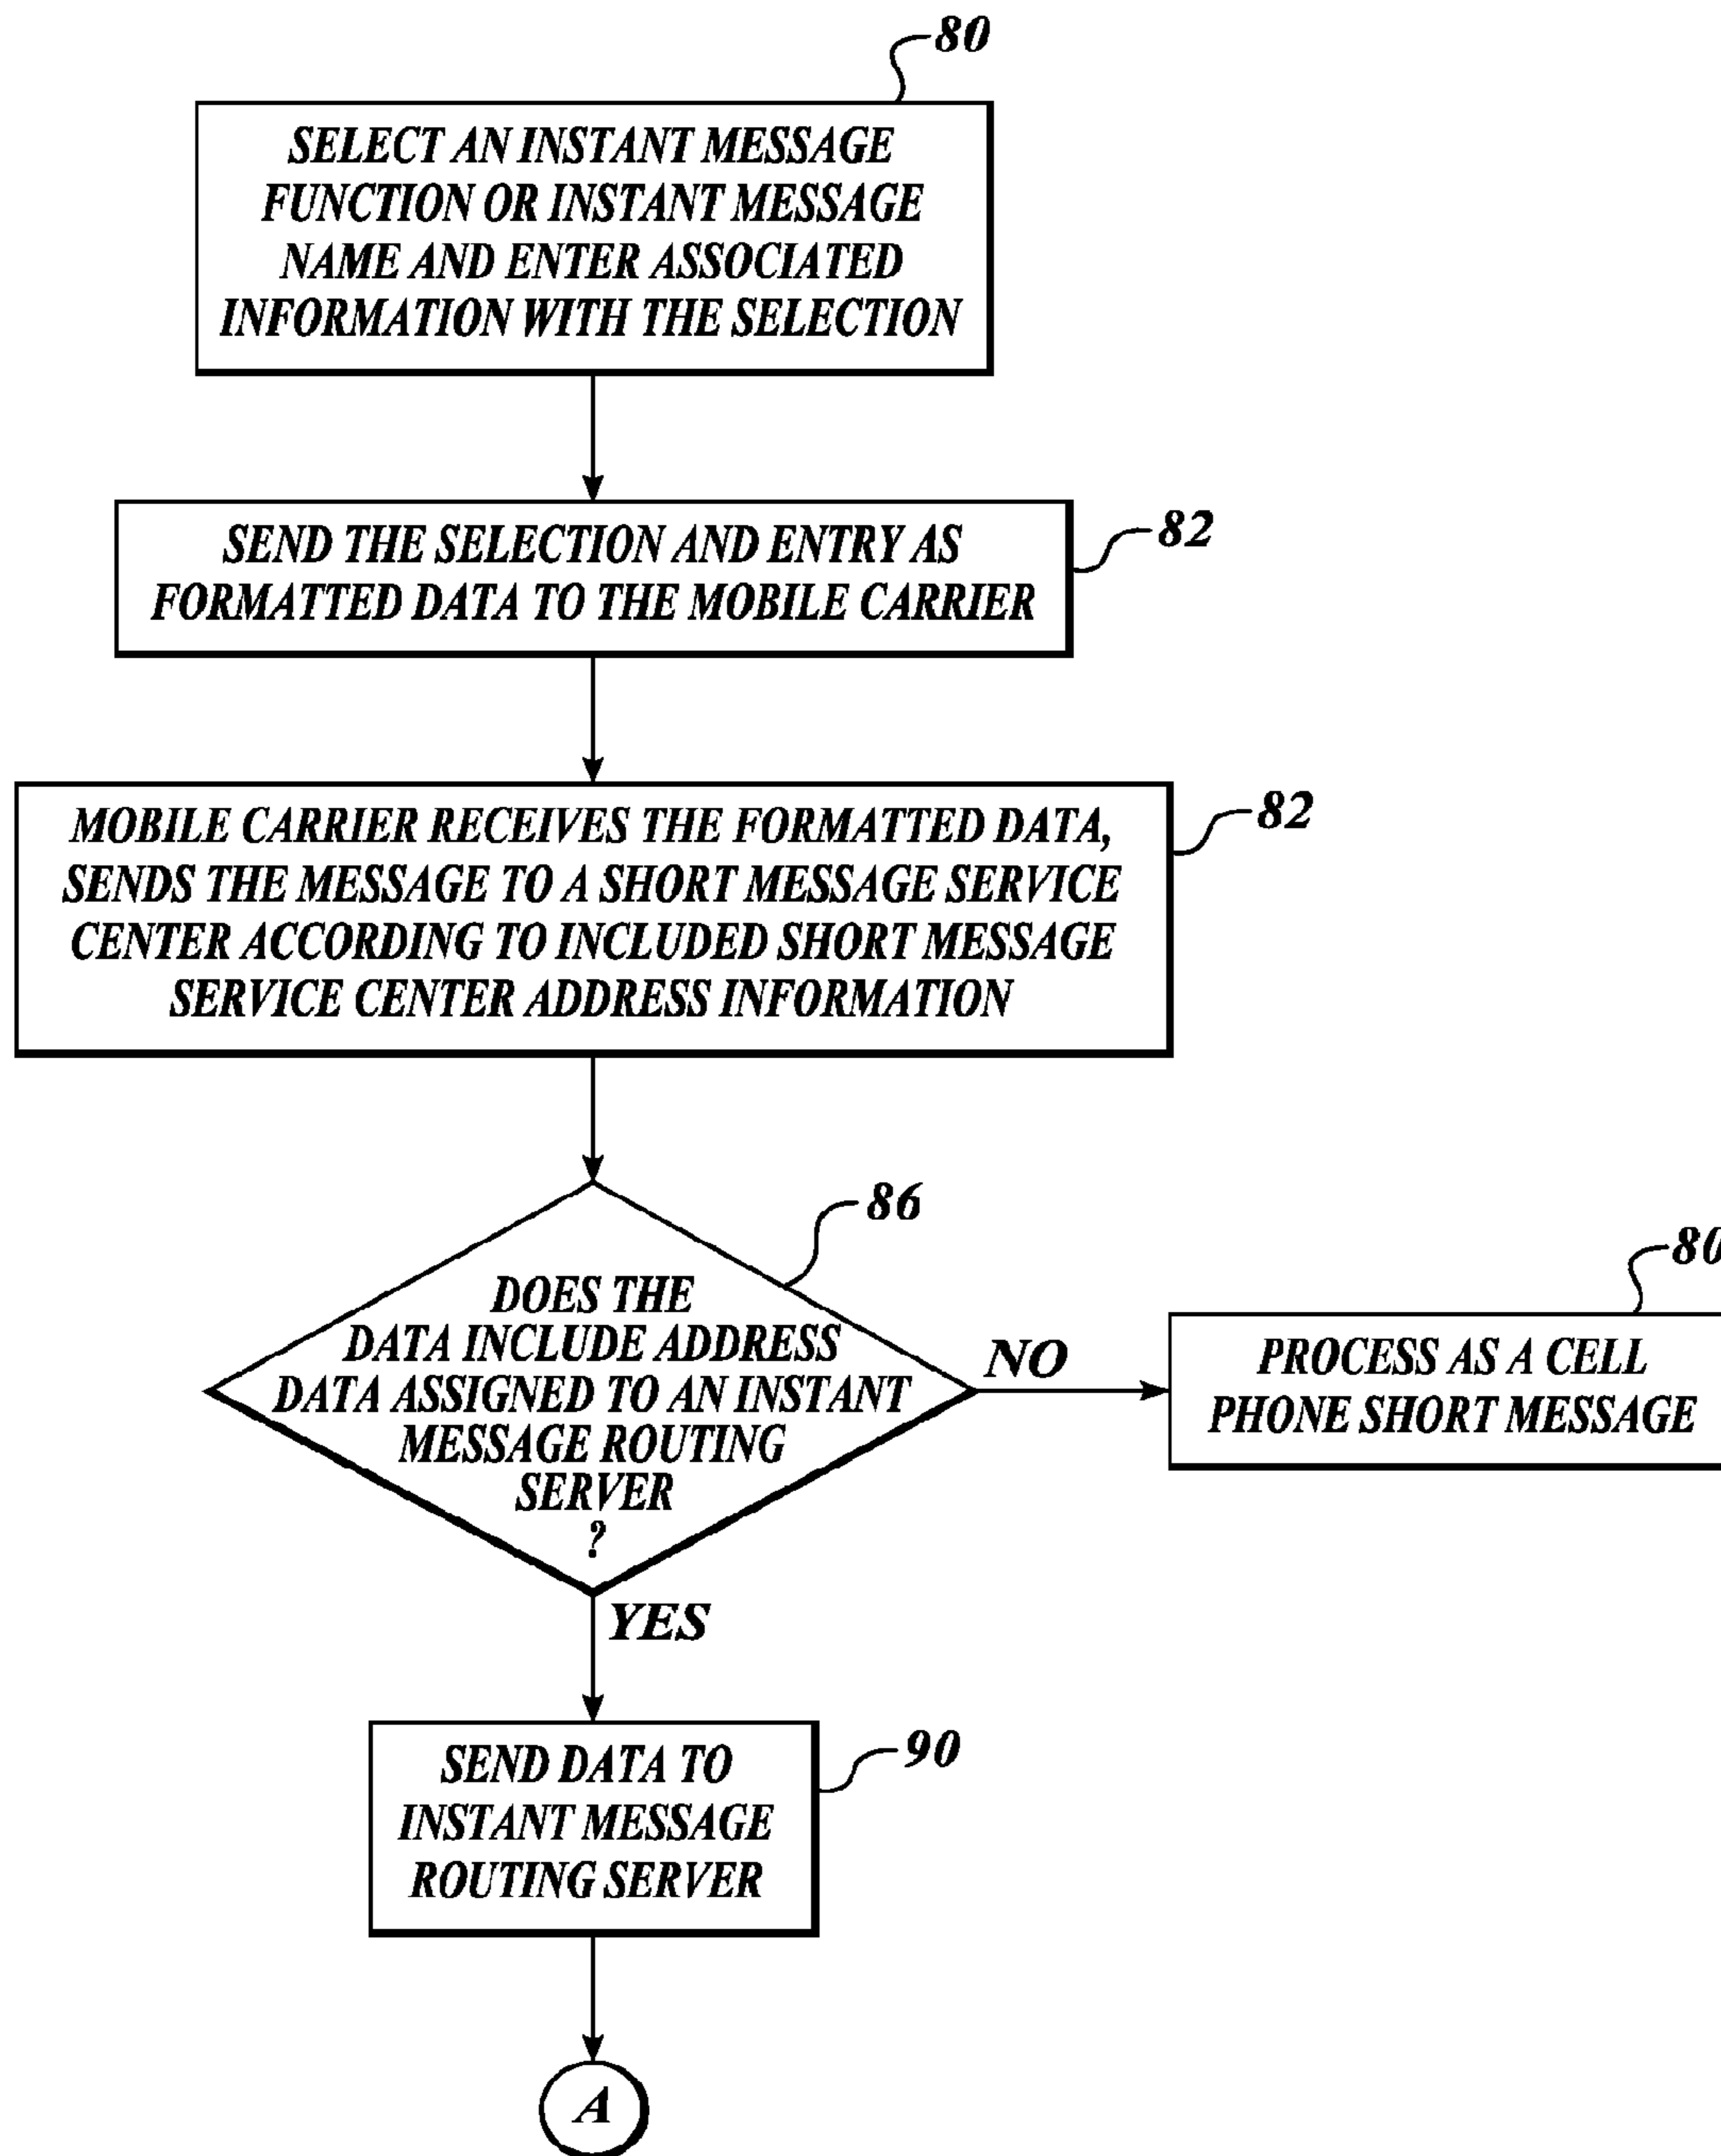 80
SELECT AN INSTANT MESSAGE
FUNCTION OR INSTANT MESSAGE
NAME AND ENTER ASSOCIATED
INFORMATION WITH THE SELECTION
82
SEND THE SELECTION AND ENTRY AS
FORMATTED DATA TO THE MOBILE CARRIER
82
MOBILE CARRIER RECEIVES THE FORMATTED DATA,
SENDS THE MESSAGE TO A SHORT MESSAGE SERVICE
CENTER ACCORDING TO INCLUDED SHORT MESSAGE
SERVICE CENTER ADDRESS INFORMATION
86
DOES THE
DATA INCLUDE ADDRESS
DATA ASSIGNED TO AN INSTANT
MESSAGE ROUTING
SERVER
?
NO
80
PROCESS AS A CELL
PHONE SHORT MESSAGE
YES
90
SEND DATA TO
INSTANT MESSAGE
ROUTING SERVER
A